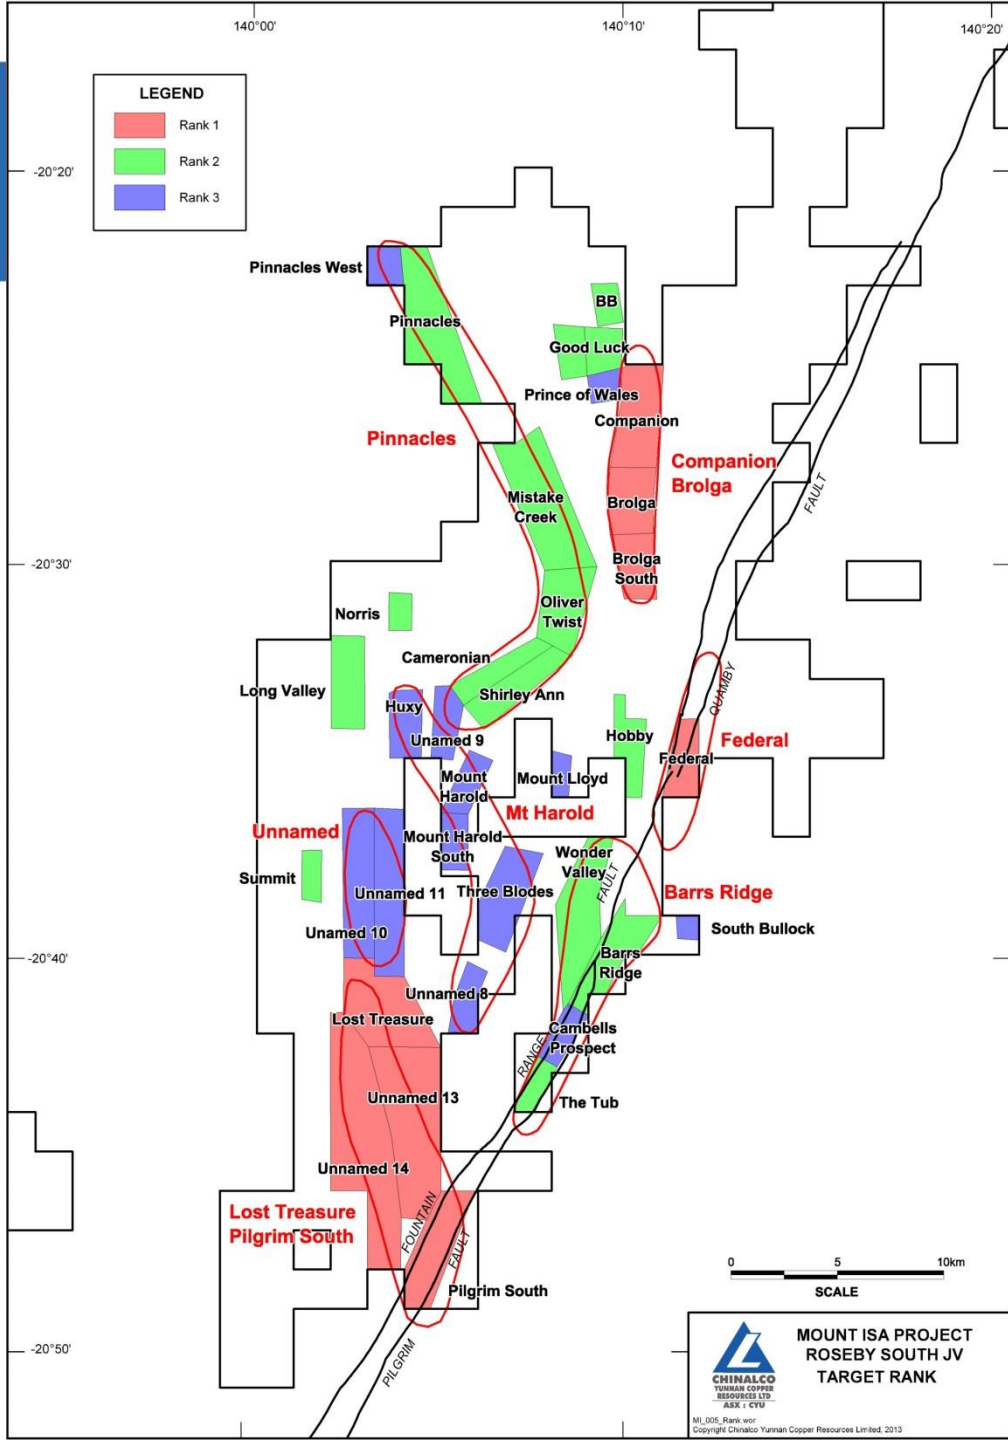 140°00'
140°10'
140°20'
LEGEND
Rank 1
Rank 2
Rank 3
-20°20'
Pinnacles West
Pinnacles
BB
Good Luck
Prince of Wales
Companion
Pinnacles
Companion
Brolga
Mistake
Creek
Brolga
FAULT
Brolga
South
-20°30'
Oliver
Twist
Norris
Cameronian
Long Valley
Shirley Ann
QUAMBY
Huxy
Unamed 9
Hobby
Federal
Federal
Mount
Harold
Mount Lloyd
Mt Harold
Unnamed
Mount Harold
South
Wonder
Valley
Summit
Unnamed 11
Three Blodes
FAULT
Barrs Ridge
Unamed 10
South Bullock
Barrs
Ridge
-20°40'
Unnamed 8
Lost Treasure
Cambells
Prospect
RANGE
Unnamed 13
The Tub
Unnamed 14
Lost Treasure
Pilgrim South
FOUNTAIN
FAULT
Pilgrim South
0 5 10km
SCALE
-20°50'
PILGRIM
MOUNT ISA PROJECT
ROSEBY SOUTH JV
TARGET RANK
CHINALCO
YUNNAN COPPER
RESOURCES LTD
ASX : CYU
MI_005_Rank.wor
Copyright Chinalco Yunnan Copper Resources Limited, 2013